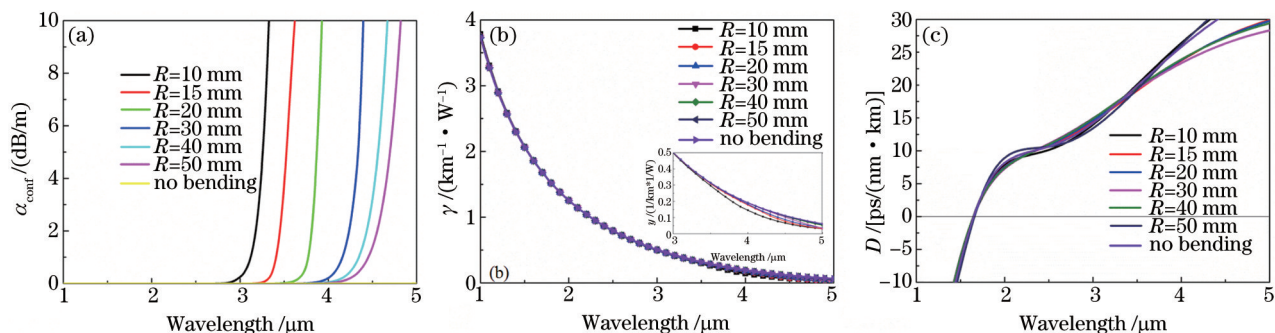 (a)
10
8
6
4
2
0
α_conf /(dB/m)
R=10 mm
R=15 mm
R=20 mm
R=30 mm
R=40 mm
R=50 mm
no bending
1 2 3 4 5
Wavelength /μm
(b)
4
3
2
1
0
γ /(km⁻¹ • W⁻¹)
R=10 mm
R=15 mm
R=20 mm
R=30 mm
R=40 mm
R=50 mm
no bending
0.5
0.4
0.3
0.2
0.1
0
γ /(1/km*1/W)
3 4 5
Wavelength /μm
(b)
1 2 3 4 5
Wavelength /μm
(c)
30
25
20
15
10
5
0
−5
−10
D /[ps/(nm • km)]
R=10 mm
R=15 mm
R=20 mm
R=30 mm
R=40 mm
R=50 mm
no bending
1 2 3 4 5
Wavelength /μm